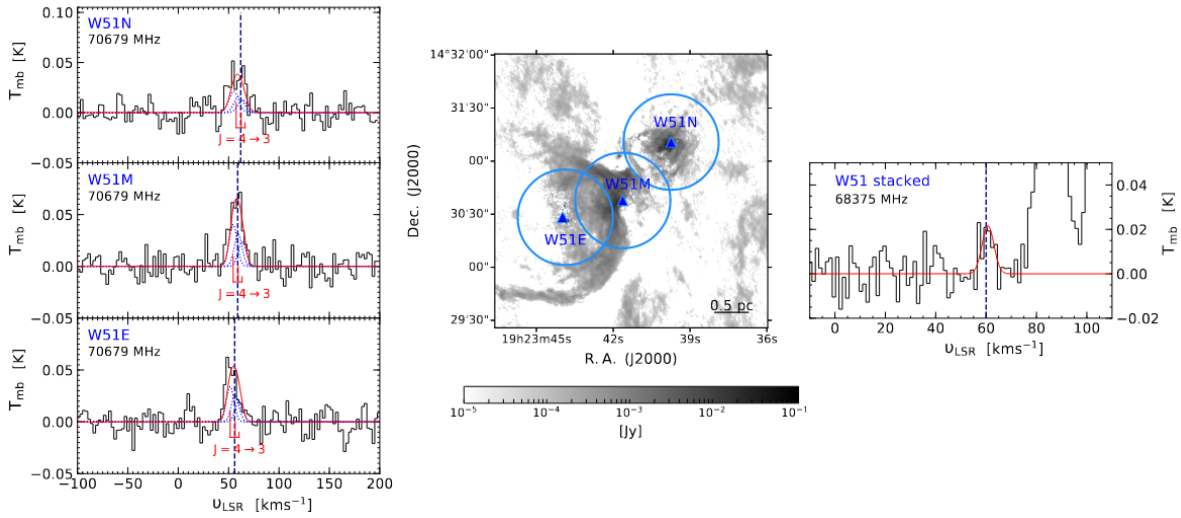 W51N
70679 MHz
T_mb [K]
0.10
0.05
0.00
−0.05
J = 4 → 3
W51M
70679 MHz
T_mb [K]
0.05
0.00
−0.05
J = 4 → 3
W51E
70679 MHz
T_mb [K]
0.05
0.00
−0.05
J = 4 → 3
−100 −50 0 50 100 150 200
υ_LSR [kms⁻¹]
14°32'00"
31'30"
00"
30'30"
00"
29'30"
Dec. (J2000)
W51N
W51M
W51E
0.5 pc
19h23m45s 42s 39s 36s
R. A. (J2000)
10⁻⁵ 10⁻⁴ 10⁻³ 10⁻² 10⁻¹
[Jy]
W51 stacked
68375 MHz
0.04
0.02
0.00
−0.02
T_mb [K]
0 20 40 60 80 100
υ_LSR [kms⁻¹]